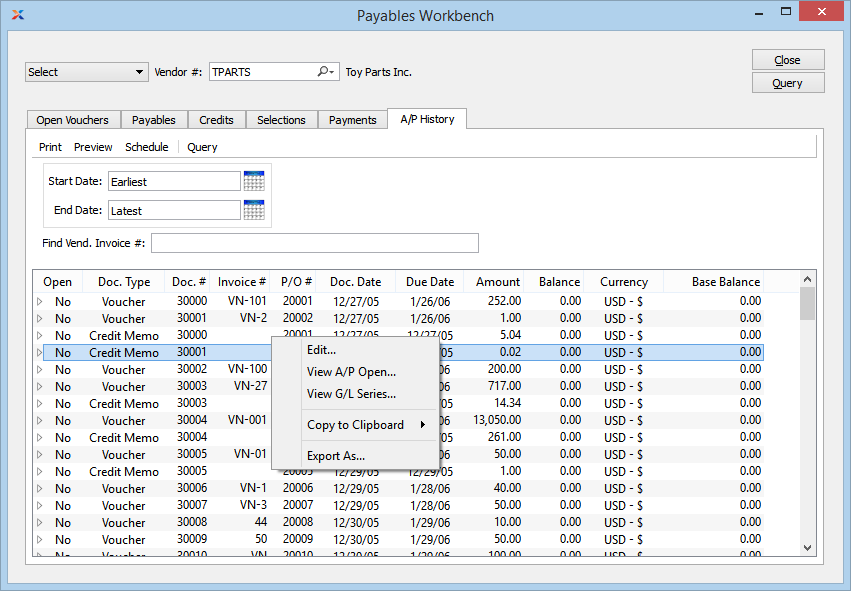 Payables Workbench
Select Vendor #: TPARTS Toy Parts Inc. Close
Query
Open Vouchers Payables Credits Selections Payments A/P History
Print Preview Schedule Query
Start Date: Earliest
End Date: Latest
Find Vend. Invoice #:
Open Doc. Type Doc. # Invoice # P/O # Doc. Date Due Date Amount Balance Currency Base Balance
No Voucher 30000 VN-101 20001 12/27/05 1/26/06 252.00 0.00 USD - $ 0.00
No Voucher 30001 VN-2 20002 12/27/05 1/26/06 1.00 0.00 USD - $ 0.00
No Credit Memo 30000 20001 12/27/05 12/27/05 5.04 0.00 USD - $ 0.00
No Credit Memo 30001 Edit... /05 0.02 0.00 USD - $ 0.00
No Voucher 30002 VN-100 View A/P Open... 06 200.00 0.00 USD - $ 0.00
No Voucher 30003 VN-27 View G/L Series... 06 717.00 0.00 USD - $ 0.00
No Credit Memo 30003 /05 14.34 0.00 USD - $ 0.00
No Voucher 30004 VN-001 Copy to Clipboard 06 13,050.00 0.00 USD - $ 0.00
No Credit Memo 30004 /05 261.00 0.00 USD - $ 0.00
No Voucher 30005 VN-01 Export As... 06 50.00 0.00 USD - $ 0.00
No Credit Memo 30005 20005 12/29/05 12/29/05 1.00 0.00 USD - $ 0.00
No Voucher 30006 VN-1 20006 12/29/05 1/28/06 40.00 0.00 USD - $ 0.00
No Voucher 30007 VN-3 20007 12/29/05 1/28/06 50.00 0.00 USD - $ 0.00
No Voucher 30008 44 20008 12/30/05 1/29/06 10.00 0.00 USD - $ 0.00
No Voucher 30009 50 20009 12/30/05 1/29/06 50.00 0.00 USD - $ 0.00
No Voucher 30010 VN 20010 12/30/05 1/29/06 100.00 0.00 USD - $ 0.00